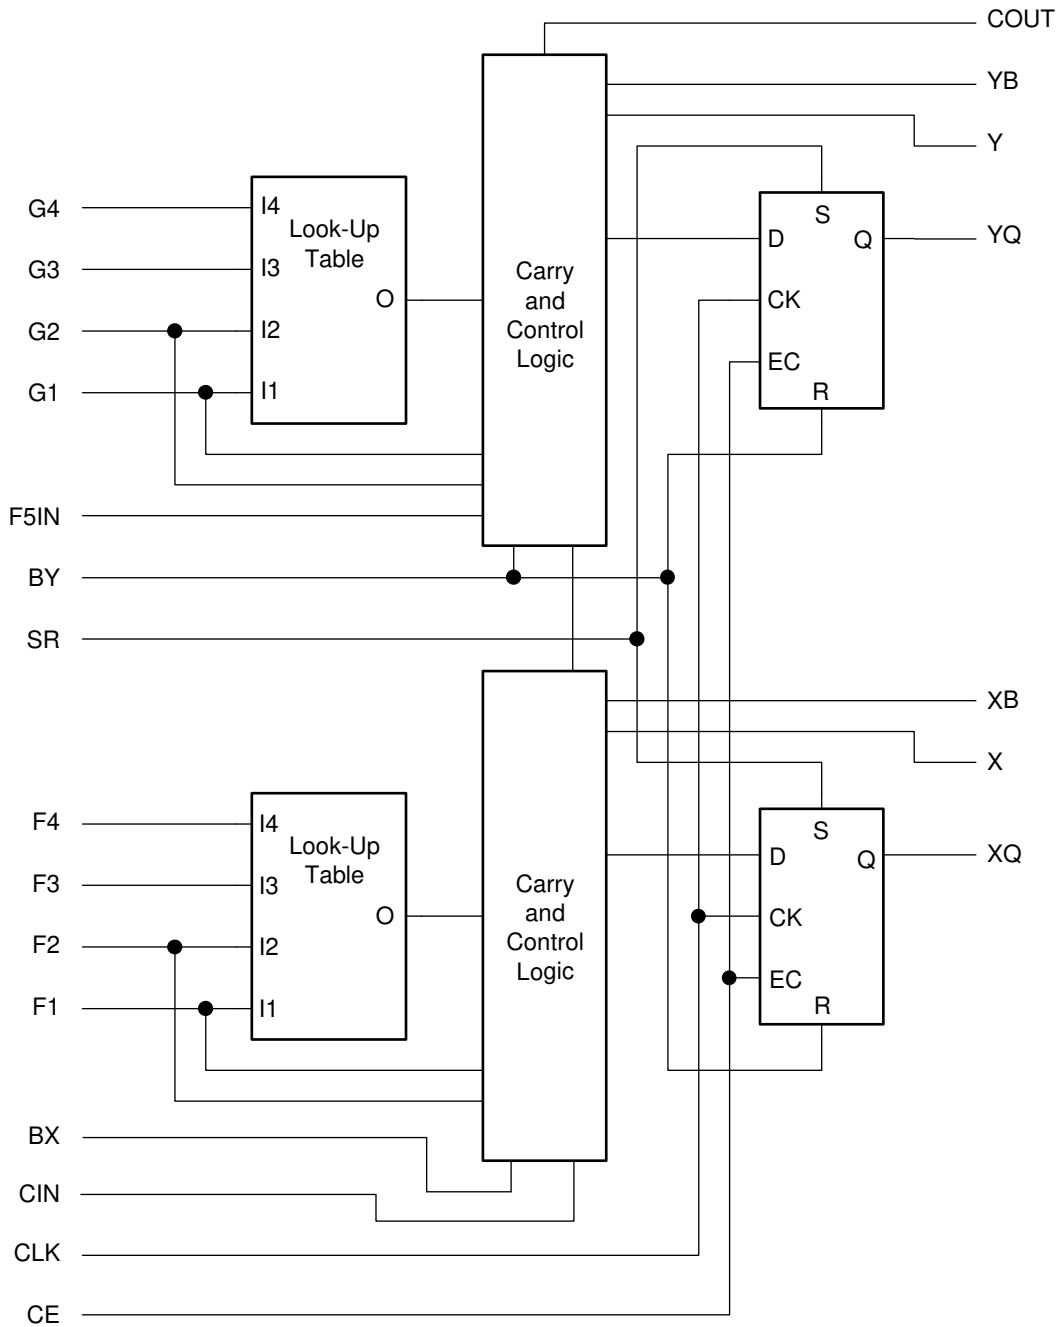 COUT
YB
Y
G4
I4
Look-Up
Table
S
D
Q
YQ
G3
I3
O
Carry
and
Control
Logic
CK
G2
I2
EC
G1
I1
R
F5IN
BY
SR
XB
X
F4
I4
Look-Up
Table
S
D
Q
XQ
F3
I3
O
Carry
and
Control
Logic
CK
F2
I2
EC
F1
I1
R
BX
CIN
CLK
CE